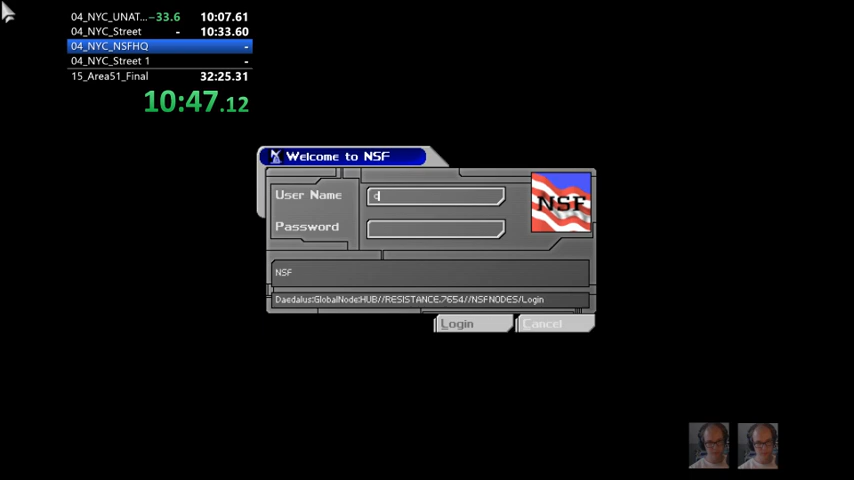 04_NYC_UNAT... -33.6 10:07.61
04_NYC_Street - 10:33.60
04_NYC_NSFHQ -
04_NYC_Street 1 -
15_Area51_Final 32:25.31
10:47.12
Welcome to NSF
User Name c
NSF
Password
NSF
Daedalus:GlobalNode:HUB//RESISTANCE.7654//NSFNODES/Login
Login Cancel